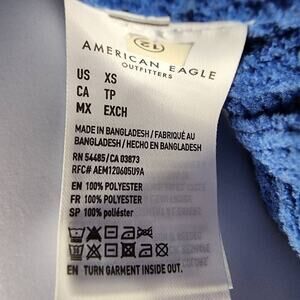 AMERICAN EAGLE
OUTFITTERS
US XS
CA TP
MX EXCH
MADE IN BANGLADESH / FABRIQUÉ AU
BANGLADESH / HECHO EN BANGLADESH
RN 54485/CA 03873
RFC# AEM120605U9A
EN 100% POLYESTER
FR 100% POLYESTER
SP 100% poliéster
EN TURN GARMENT INSIDE OUT.